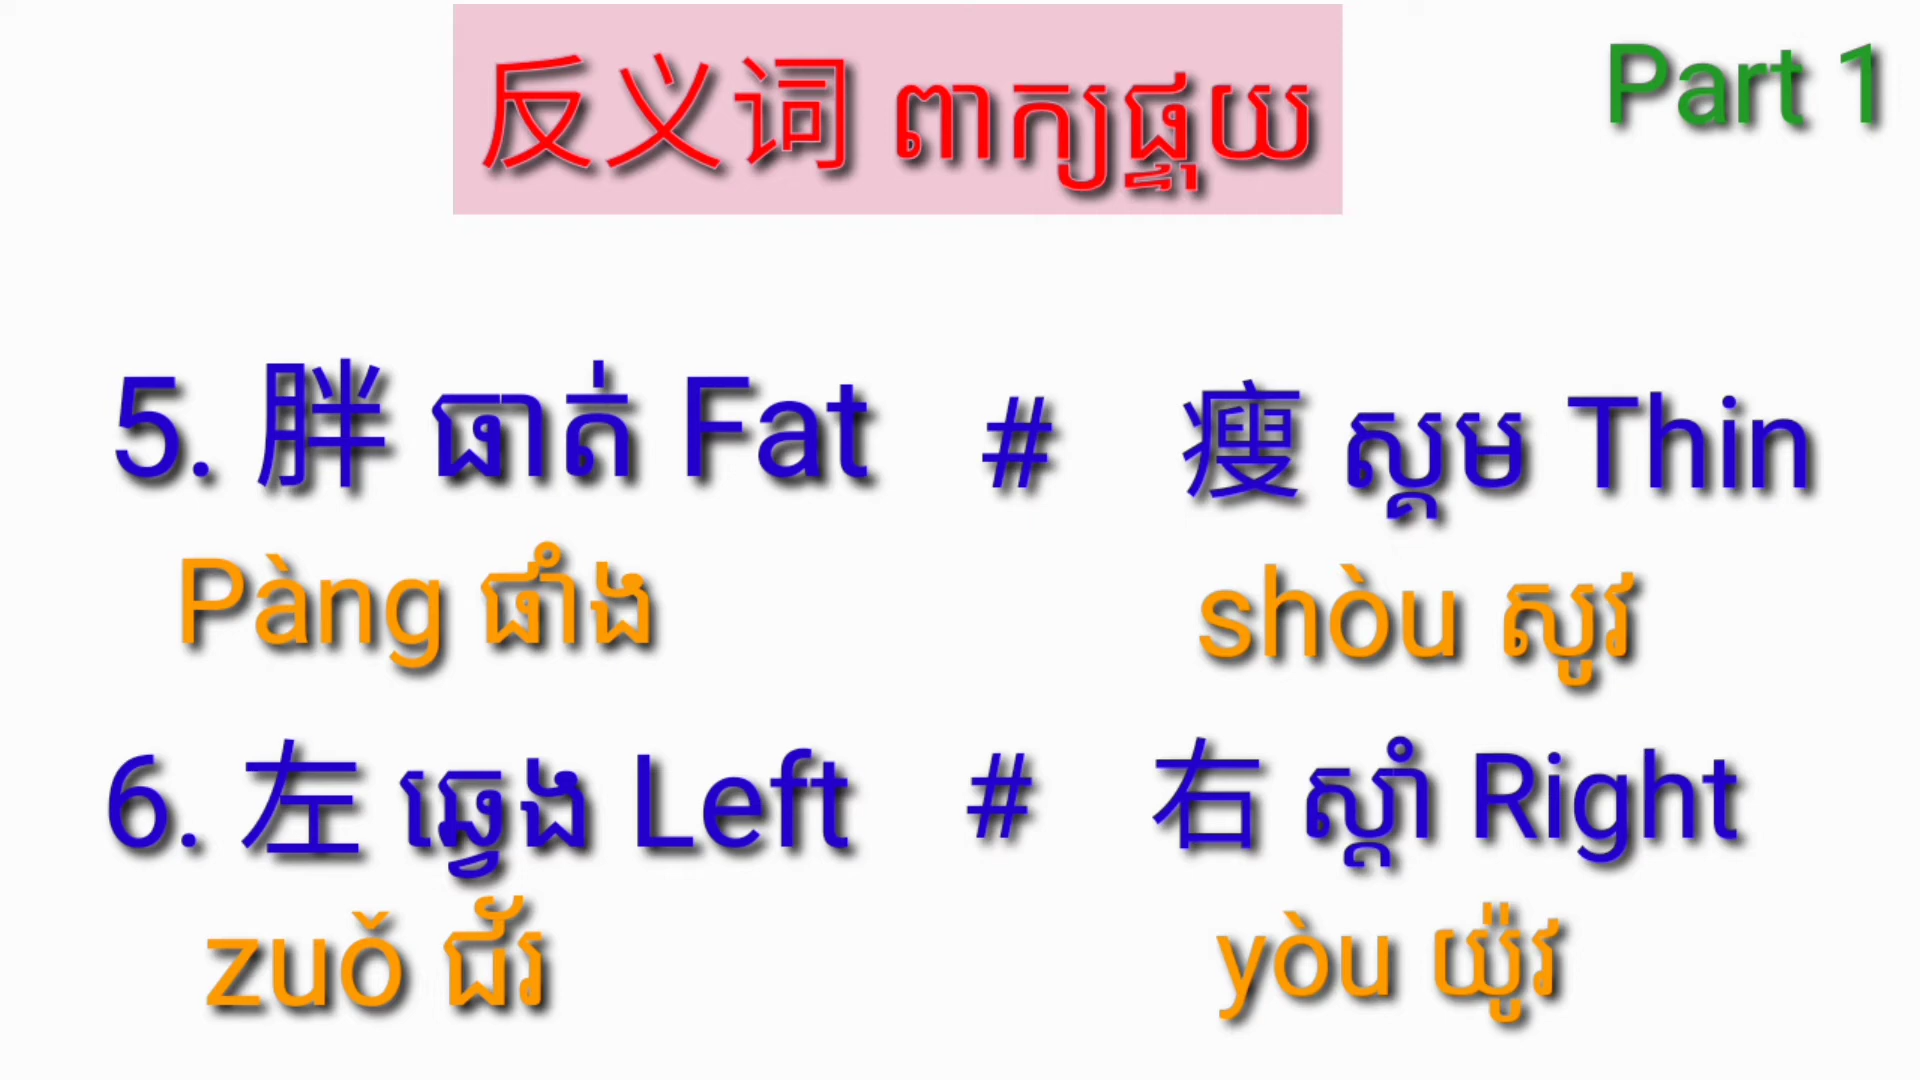 反义词 ពាក្យផ្ទុយ
Part 1
5. 胖 ធាត់ Fat # 瘦 ស្គម Thin
Pàng ផាំង shòu សូវ
6. 左 ឆ្វេង Left # 右 ស្ដាំ Right
zuǒ ជ័រ yòu យ៉ូវ